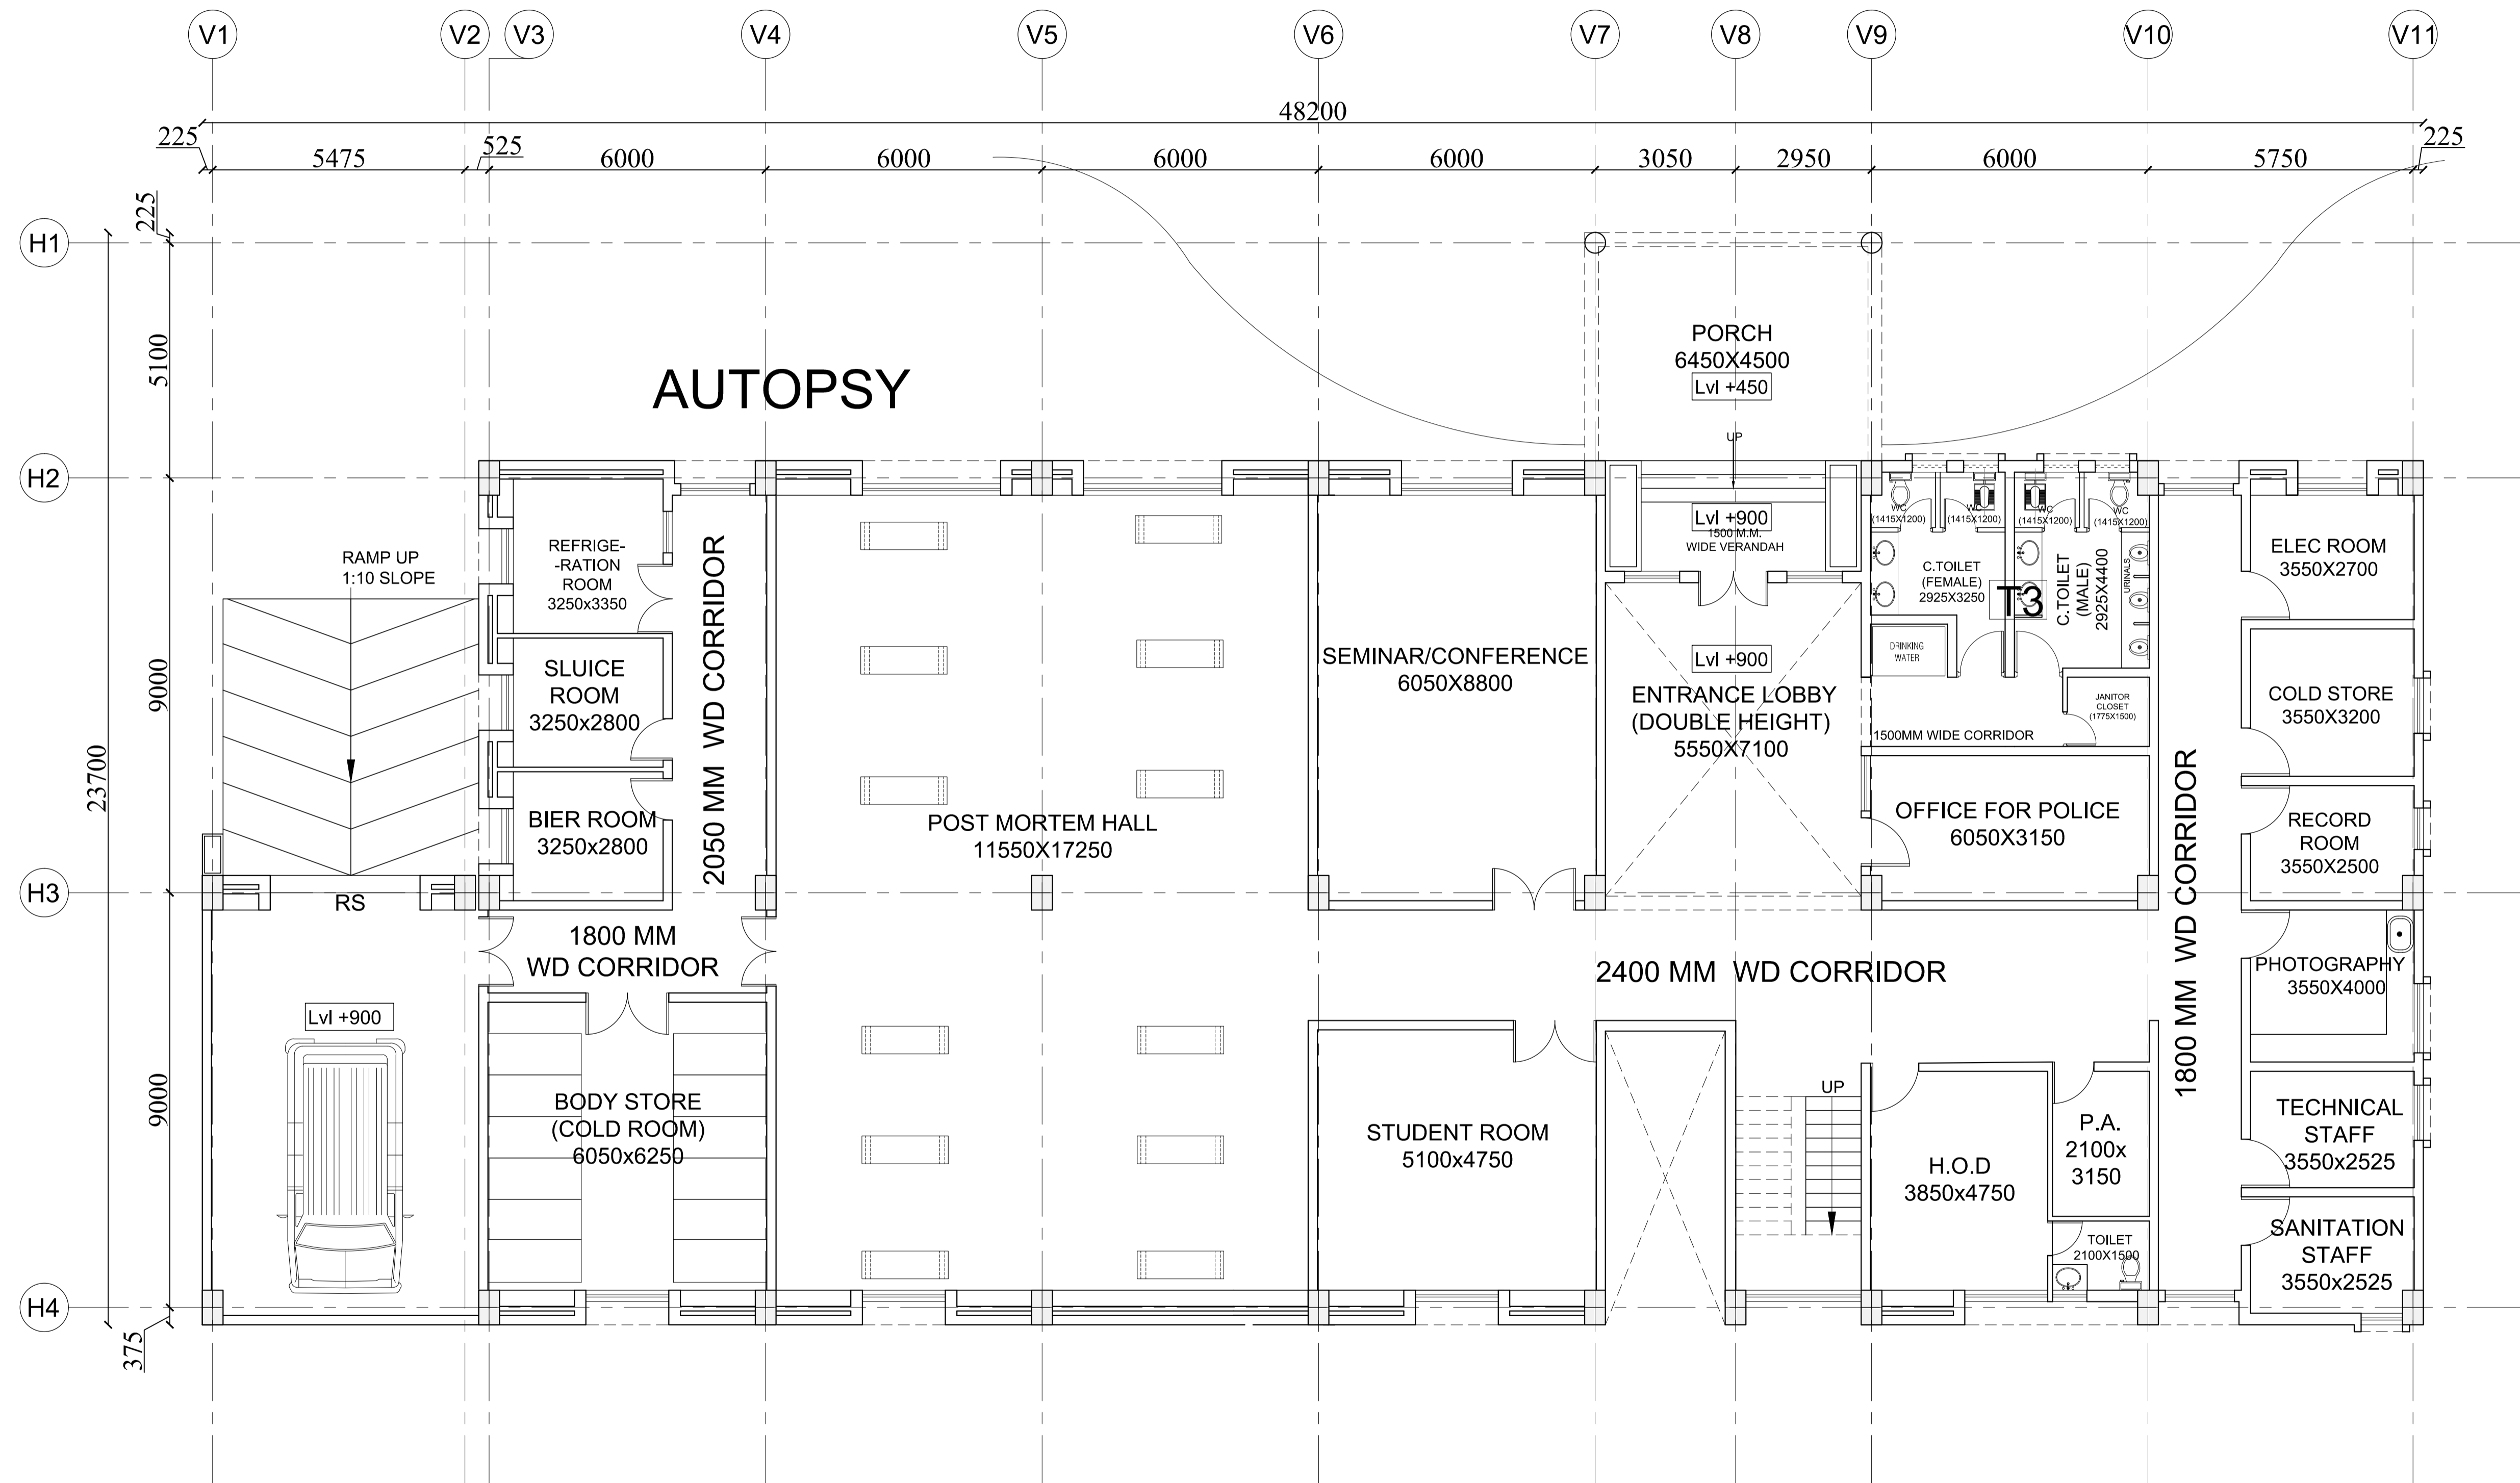 V1
V2
V3
V4
V5
V6
V7
V8
V9
V10
V11
48200
225
5475
525
6000
6000
6000
6000
3050
2950
6000
5750
225
H1
225
5100
PORCH
6450X4500
Lvl +450
AUTOPSY
UP
H2
RAMP UP
1:10 SLOPE
REFRIGE-
-RATION
ROOM
3250x3350
2050 MM WD CORRIDOR
Lvl +900
1500 M.M.
WIDE VERANDAH
WC
(1415X1200)
WC
(1415X1200)
WC
(1415X1200)
WC
(1415X1200)
C.TOILET
(FEMALE)
2925X3250
T3
C.TOILET
(MALE)
2925X4400
URINALS
ELEC ROOM
3550X2700
9000
SLUICE
ROOM
3250x2800
SEMINAR/CONFERENCE
6050X8800
Lvl +900
ENTRANCE LOBBY
(DOUBLE HEIGHT)
5550X7100
DRINKING
WATER
JANITOR
CLOSET
(1775X1500)
1500MM WIDE CORRIDOR
COLD STORE
3550X3200
23700
BIER ROOM
3250x2800
POST MORTEM HALL
11550X17250
OFFICE FOR POLICE
6050X3150
1800 MM WD CORRIDOR
RECORD
ROOM
3550X2500
H3
RS
1800 MM
WD CORRIDOR
2400 MM WD CORRIDOR
PHOTOGRAPHY
3550X4000
Lvl +900
9000
BODY STORE
(COLD ROOM)
6050x6250
STUDENT ROOM
5100x4750
UP
H.O.D
3850x4750
P.A.
2100x
3150
TECHNICAL
STAFF
3550x2525
TOILET
2100X1500
SANITATION
STAFF
3550x2525
H4
375